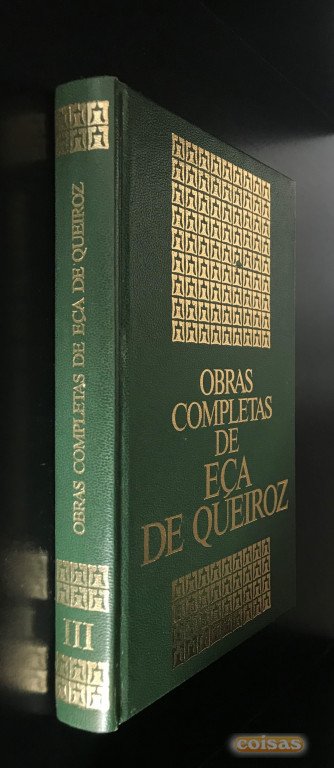 OBRAS COMPLETAS DE EÇA DE QUEIROZ
III
OBRAS
COMPLETAS
DE
EÇA
DE QUEIROZ
coisas